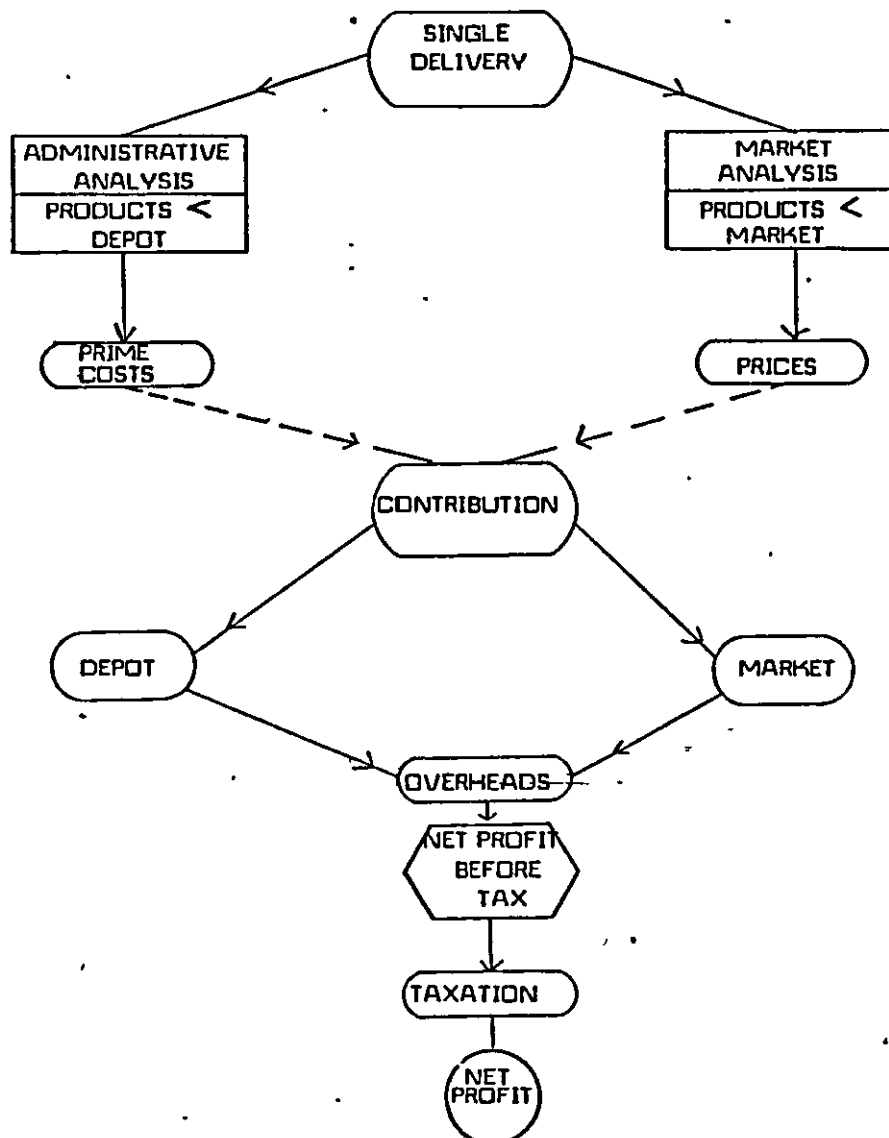 SINGLE
DELIVERY
ADMINISTRATIVE
ANALYSIS
PRODUCTS <
DEPOT
MARKET
ANALYSIS
PRODUCTS <
MARKET
PRIME
COSTS
PRICES
CONTRIBUTION
DEPOT
MARKET
OVERHEADS
NET PROFIT
BEFORE
TAX
TAXATION
NET
PROFIT